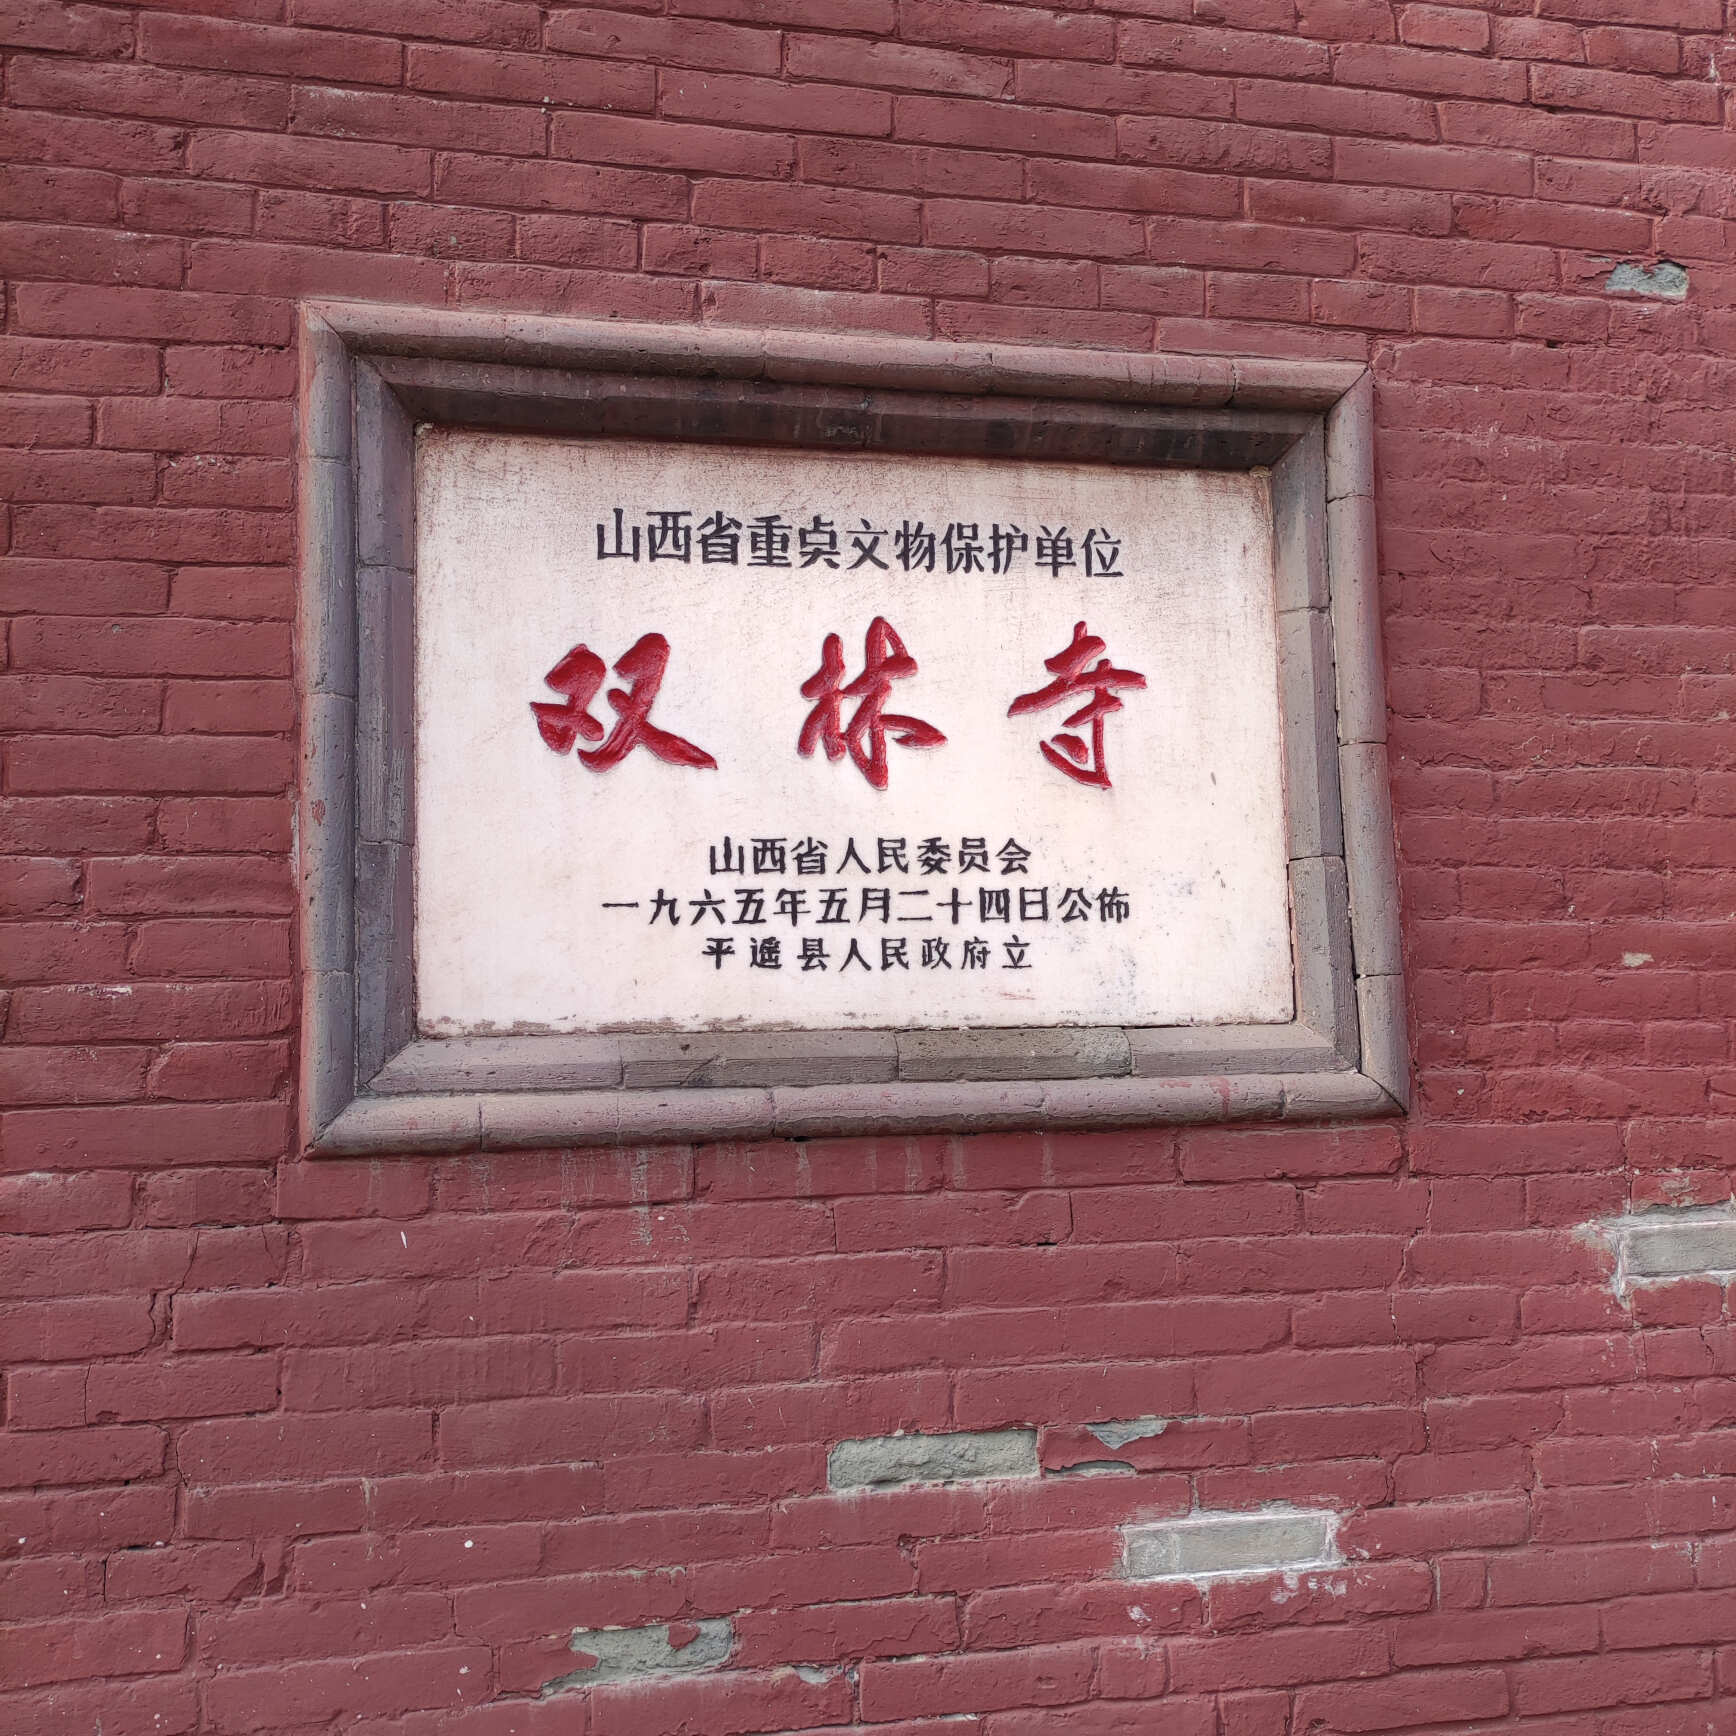 山西省重点文物保护单位
双林寺
山西省人民委员会
一九六五年五月二十四日公佈
平遥县人民政府立